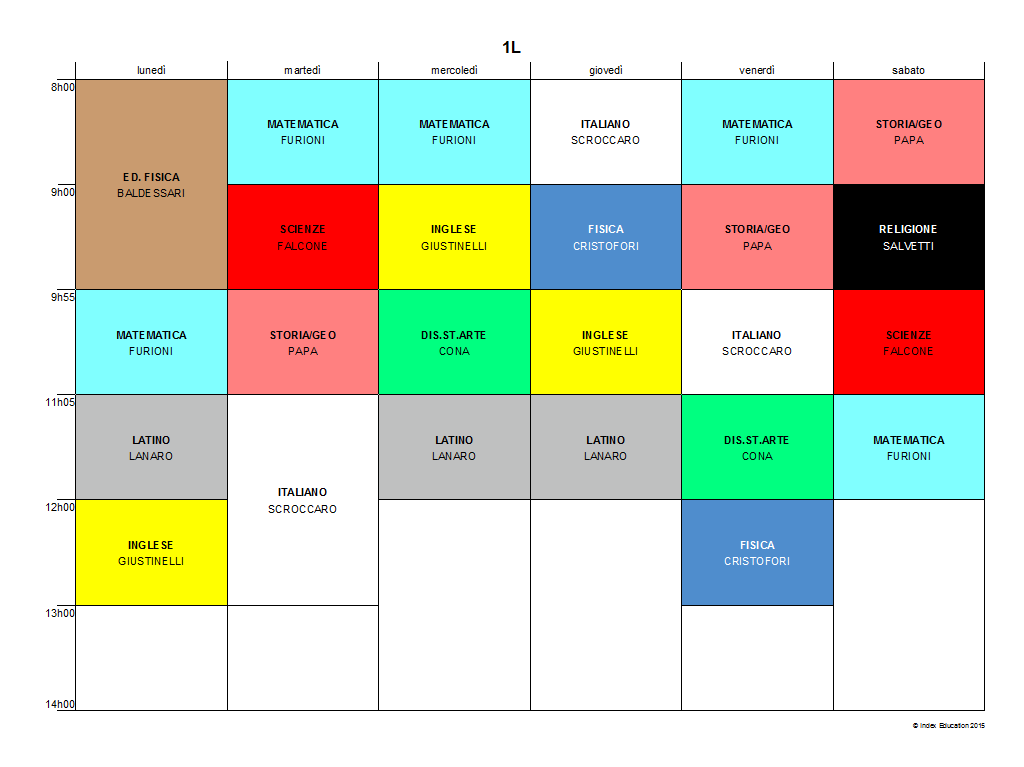 1L
lunedì martedì mercoledì giovedì venerdì sabato
8h00
MATEMATICA MATEMATICA ITALIANO MATEMATICA STORIA/GEO
FURIONI FURIONI SCROCCARO FURIONI PAPA
ED. FISICA
9h00
BALDESSARI
SCIENZE INGLESE FISICA STORIA/GEO RELIGIONE
FALCONE GIUSTINELLI CRISTOFORI PAPA SALVETTI
9h55
MATEMATICA STORIA/GEO DIS.ST.ARTE INGLESE ITALIANO SCIENZE
FURIONI PAPA CONA GIUSTINELLI SCROCCARO FALCONE
11h05
LATINO LATINO LATINO DIS.ST.ARTE MATEMATICA
LANARO LANARO LANARO CONA FURIONI
ITALIANO
12h00
SCROCCARO
INGLESE FISICA
GIUSTINELLI CRISTOFORI
13h00
14h00
© Index Education 2015